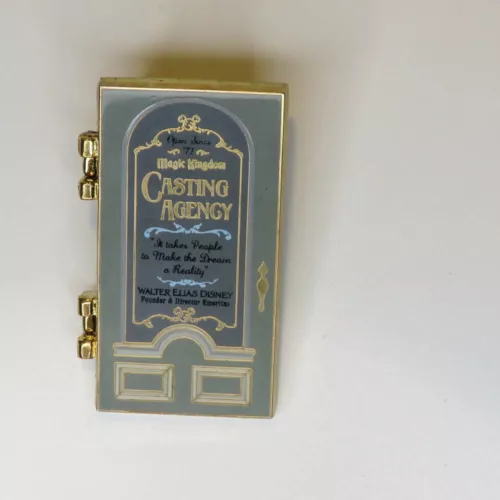 Open Since
'71
Magic Kingdom
CASTING
AGENCY
"It takes People
to Make the Dream
a Reality"
WALTER ELIAS DISNEY
Founder & Director Emeritus